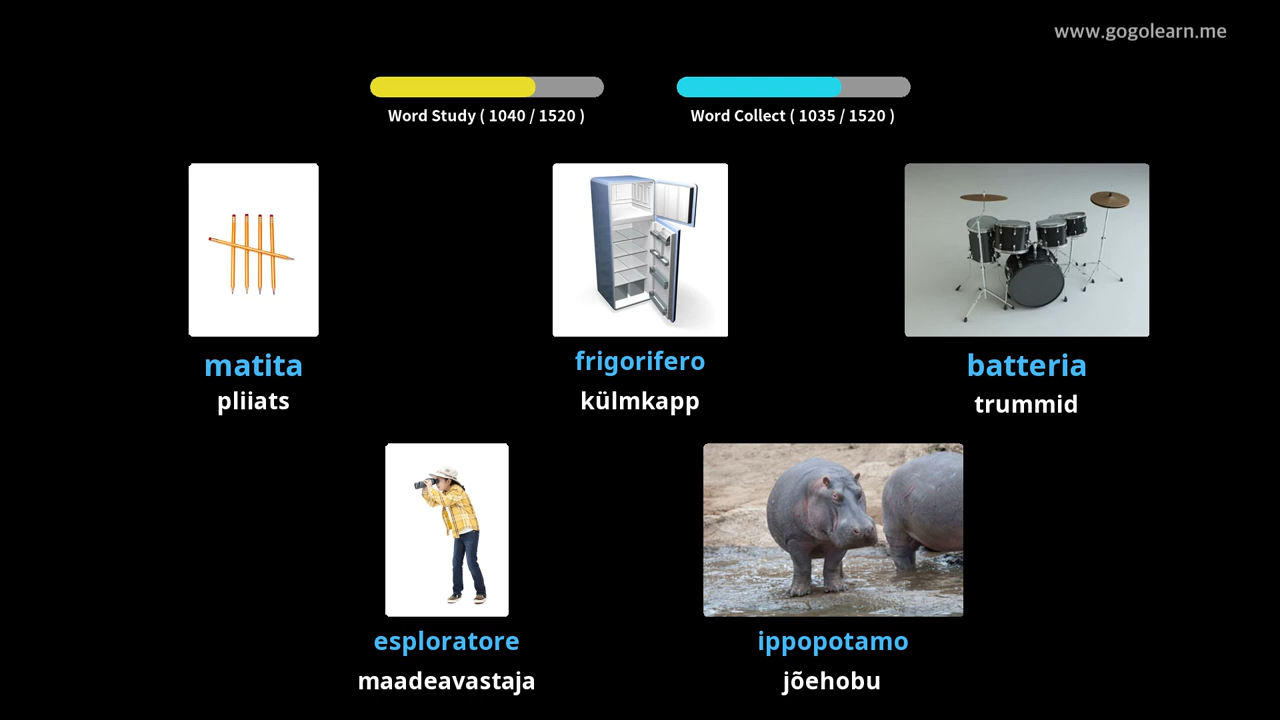 www.gogolearn.me
Word Study ( 1040 / 1520 )
Word Collect ( 1035 / 1520 )
matita
pliiats
frigorifero
külmkapp
batteria
trummid
esploratore
maadeavastaja
ippopotamo
jõehobu